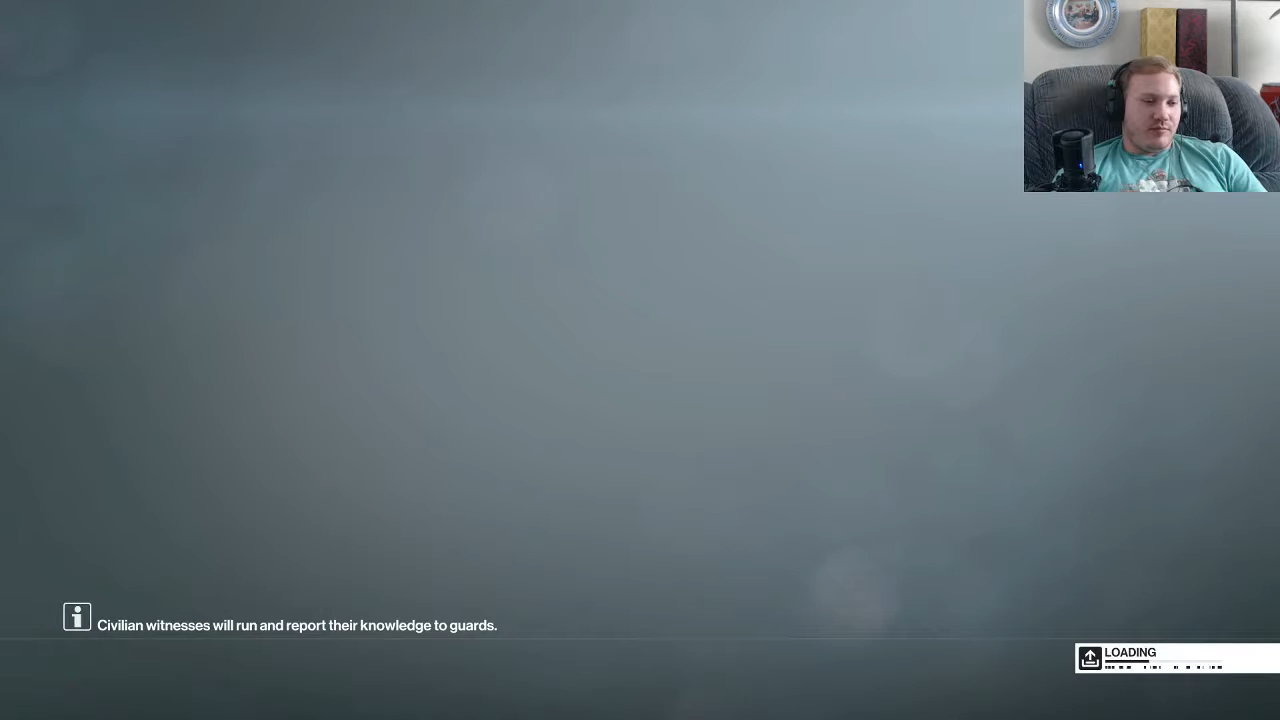 Civilian witnesses will run and report their knowledge to guards.
LOADING